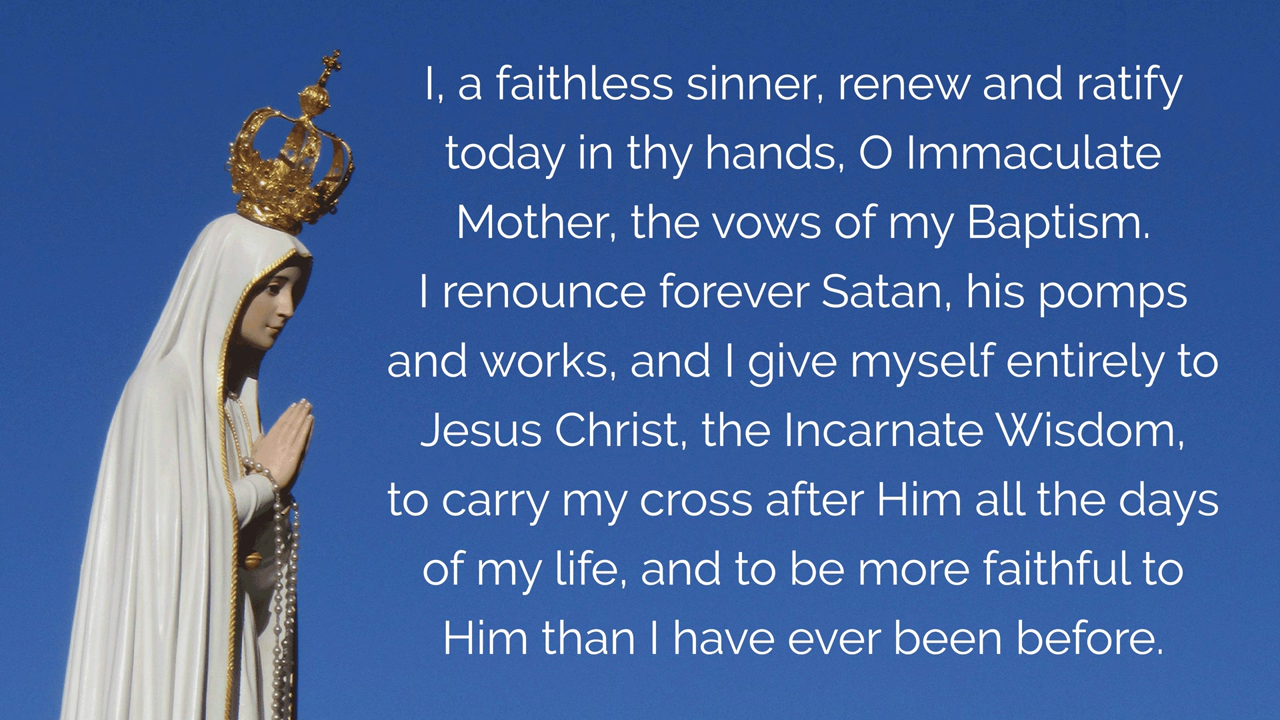 I, a faithless sinner, renew and ratify
today in thy hands, O Immaculate
Mother, the vows of my Baptism.
I renounce forever Satan, his pomps
and works, and I give myself entirely to
Jesus Christ, the Incarnate Wisdom,
to carry my cross after Him all the days
of my life, and to be more faithful to
Him than I have ever been before.